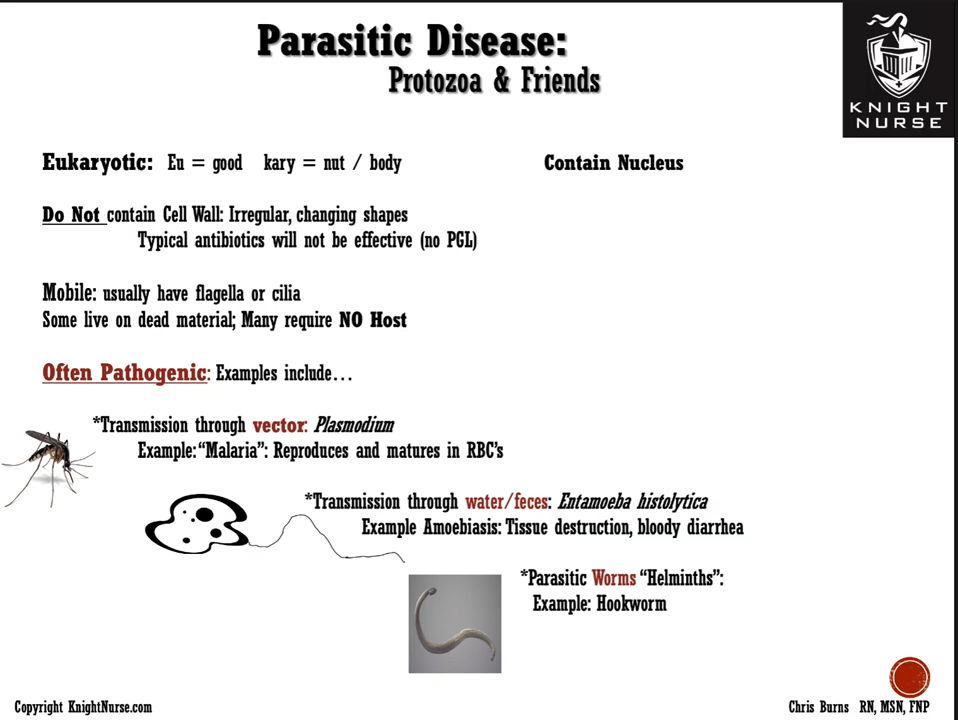 Parasitic Disease:
Protozoa & Friends
KNIGHT
NURSE
Eukaryotic: Eu = good kary = nut / body Contain Nucleus
Do Not contain Cell Wall: Irregular, changing shapes
Typical antibiotics will not be effective (no PGL)
Mobile: usually have flagella or cilia
Some live on dead material; Many require NO Host
Often Pathogenic: Examples include…
*Transmission through vector: Plasmodium
Example: “Malaria”: Reproduces and matures in RBC’s
*Transmission through water/feces: Entamoeba histolytica
Example Amoebiasis: Tissue destruction, bloody diarrhea
*Parasitic Worms “Helminths”:
Example: Hookworm
Copyright KnightNurse.com Chris Burns RN, MSN, FNP